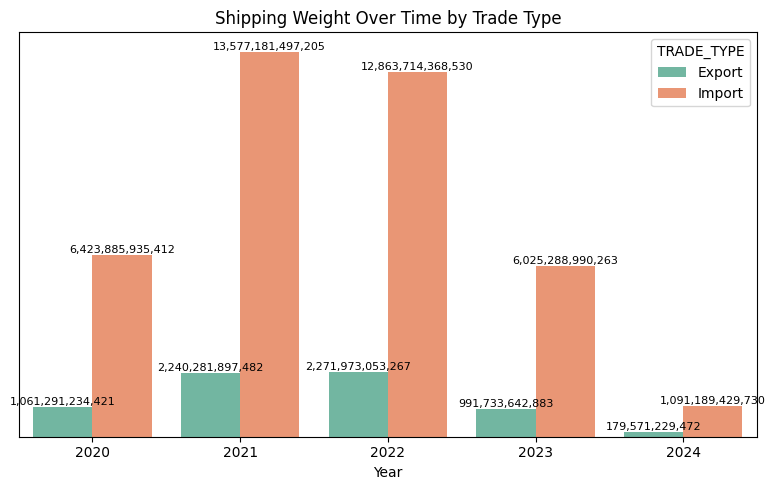 Shipping Weight Over Time by Trade Type
13,577,181,497,205
12,863,714,368,530
TRADE_TYPE
Export
Import
6,423,885,935,412
6,025,288,990,263
2,240,281,897,482
2,271,973,053,267
1,061,291,234,421
991,733,642,883
1,091,189,429,730
179,571,229,472
2020 2021 2022 2023 2024
Year